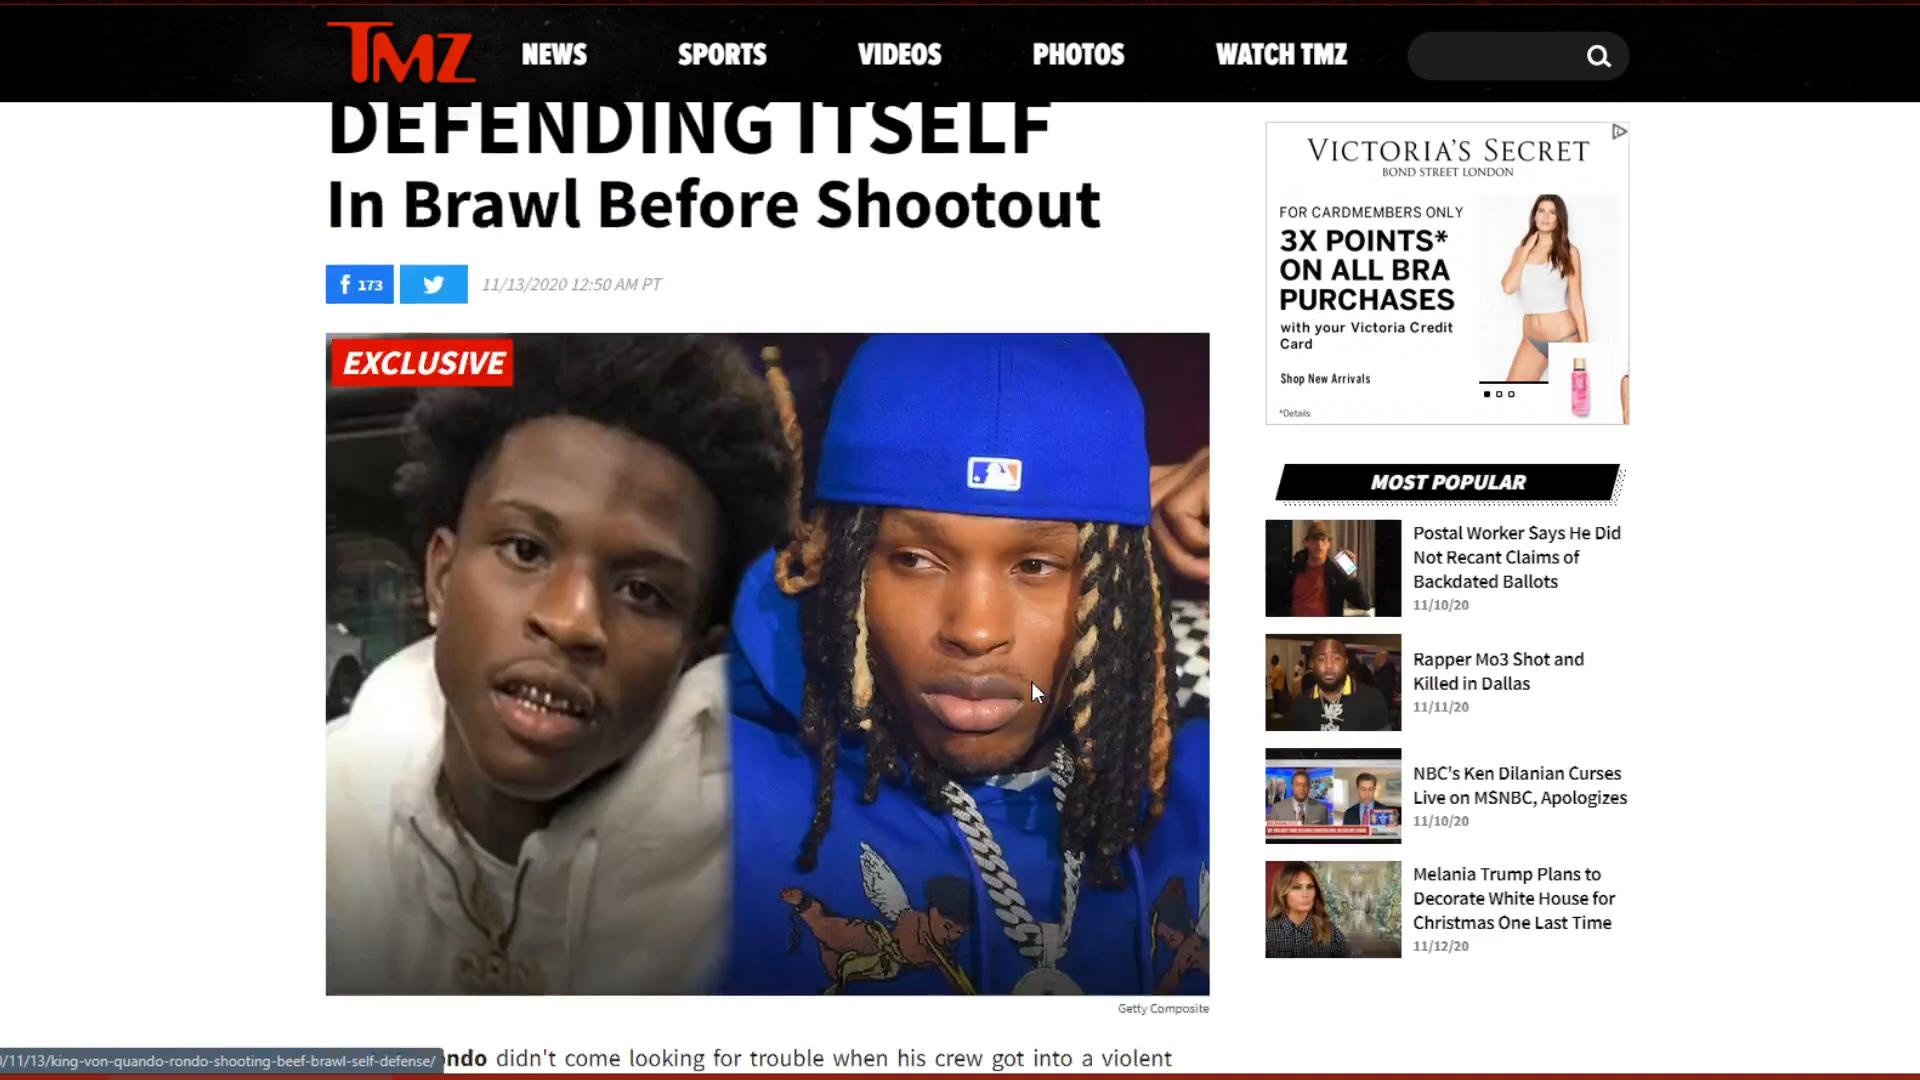 TMZ
NEWS
SPORTS
VIDEOS
PHOTOS
WATCH TMZ
DEFENDING ITSELF
In Brawl Before Shootout
f 173
11/13/2020 12:50 AM PT
EXCLUSIVE
Getty Composite
ndo didn't come looking for trouble when his crew got into a violent
/11/13/king-von-quando-rondo-shooting-beef-brawl-self-defense/
VICTORIA'S SECRET
BOND STREET LONDON
FOR CARDMEMBERS ONLY
3X POINTS*
ON ALL BRA
PURCHASES
with your Victoria Credit
Card
Shop New Arrivals
*Details
MOST POPULAR
Postal Worker Says He Did
Not Recant Claims of
Backdated Ballots
11/10/20
Rapper Mo3 Shot and
Killed in Dallas
11/11/20
NBC's Ken Dilanian Curses
Live on MSNBC, Apologizes
11/10/20
Melania Trump Plans to
Decorate White House for
Christmas One Last Time
11/12/20